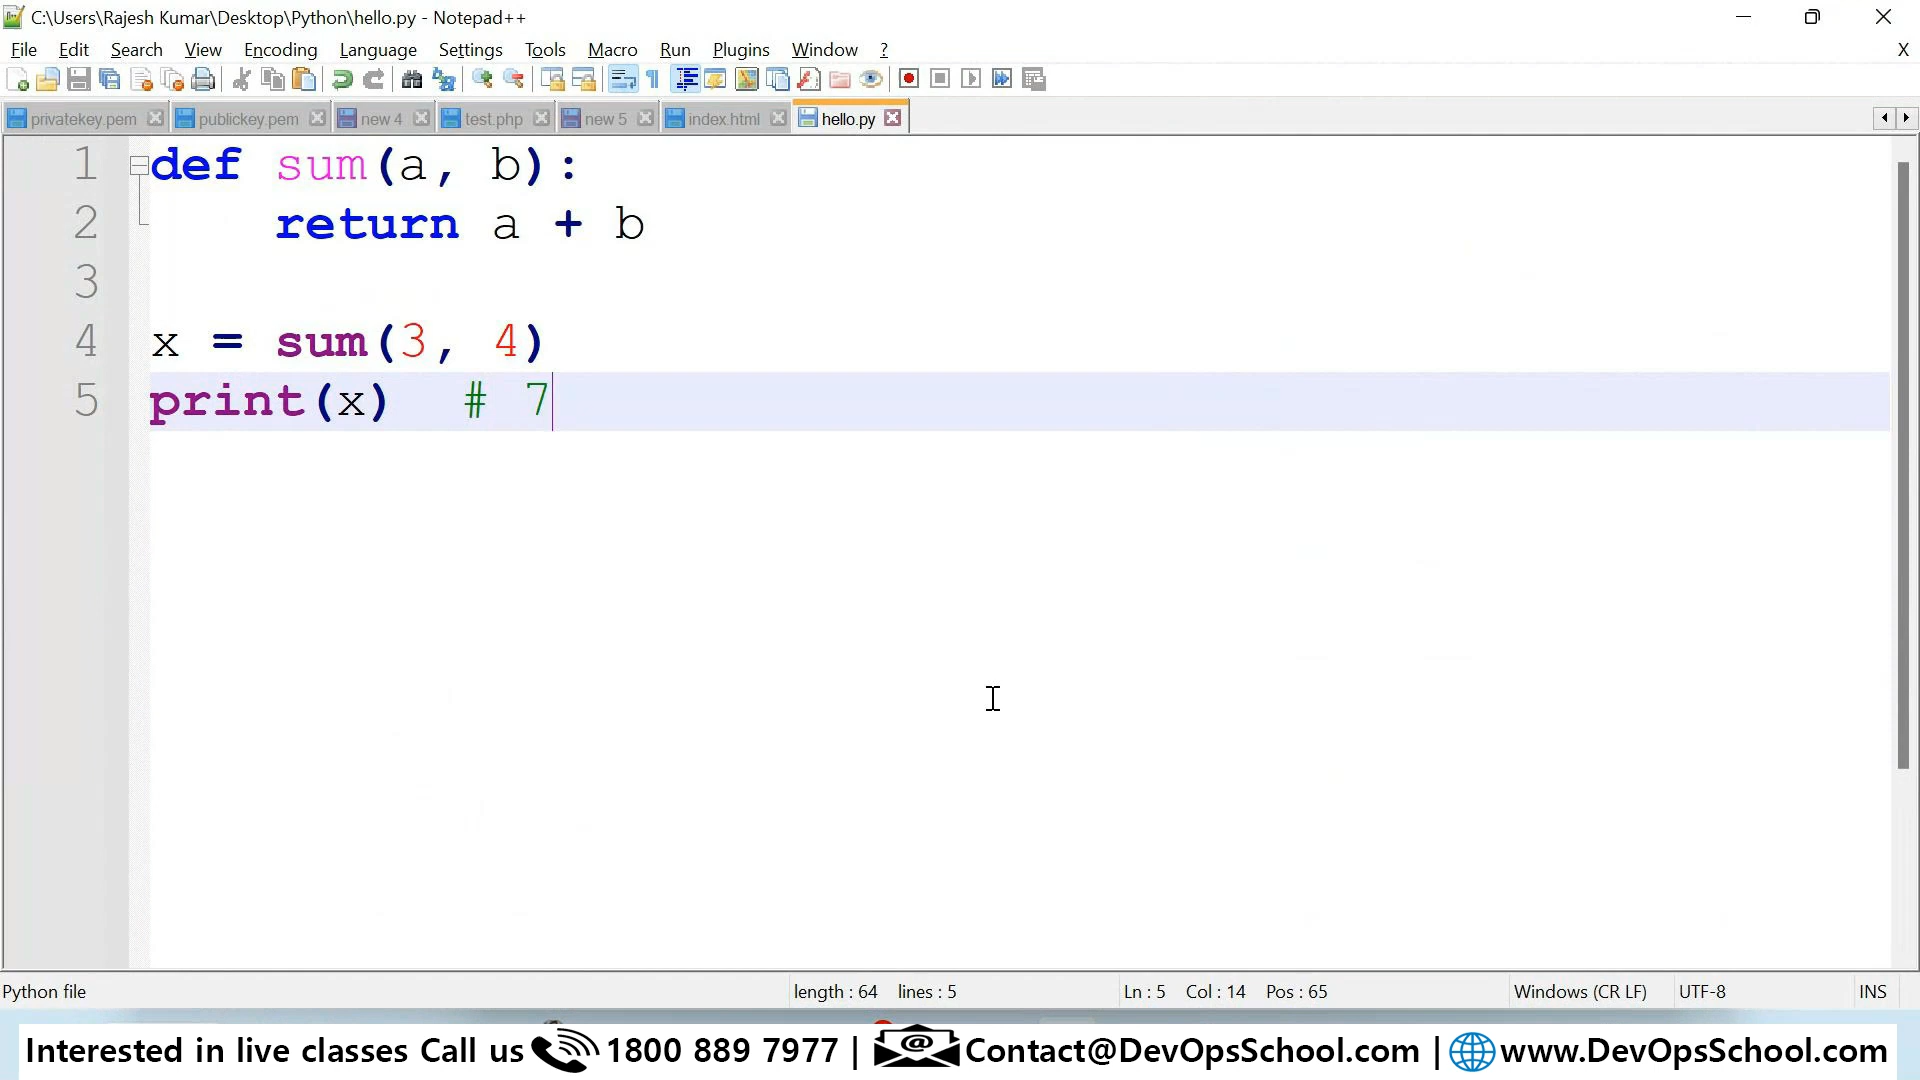 C:\Users\Rajesh Kumar\Desktop\Python\hello.py - Notepad++
File Edit Search View Encoding Language Settings Tools Macro Run Plugins Window ? X
privatekey.pem publickey.pem new 4 test.php new 5 index.html hello.py
1 def sum(a, b):
2     return a + b
3
4 x = sum(3, 4)
5 print(x)  # 7
Python file length : 64 lines : 5 Ln : 5 Col : 14 Pos : 65 Windows (CR LF) UTF-8 INS
Interested in live classes Call us 1800 889 7977 | Contact@DevOpsSchool.com | www.DevOpsSchool.com